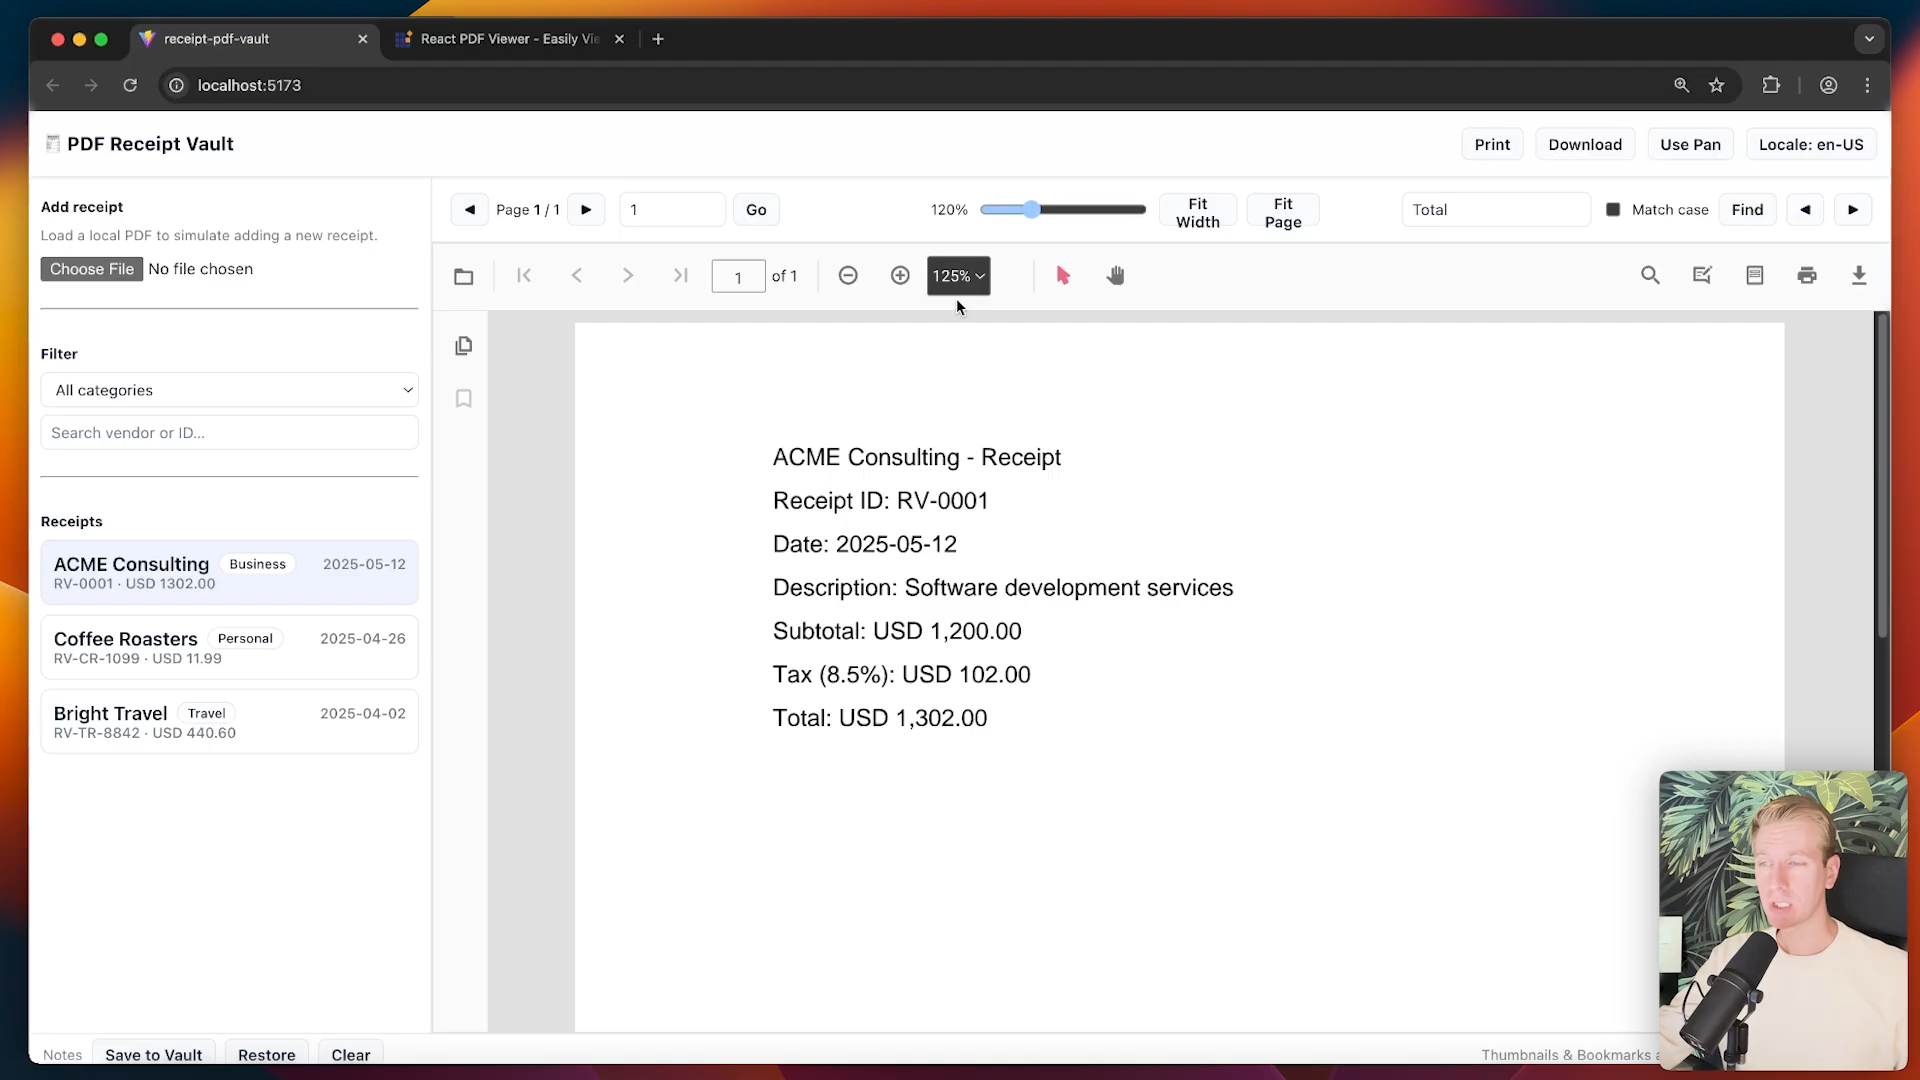 receipt-pdf-vault
React PDF Viewer - Easily Vie
localhost:5173
PDF Receipt Vault
Print
Download
Use Pan
Locale: en-US
Add receipt
Load a local PDF to simulate adding a new receipt.
Choose File No file chosen
Filter
All categories
Search vendor or ID...
Receipts
ACME Consulting Business 2025-05-12
RV-0001 · USD 1302.00
Coffee Roasters Personal 2025-04-26
RV-CR-1099 · USD 11.99
Bright Travel Travel 2025-04-02
RV-TR-8842 · USD 440.60
Page 1 / 1
1
Go
120%
Fit Width
Fit Page
Total
Match case
Find
1 of 1
125%
ACME Consulting - Receipt
Receipt ID: RV-0001
Date: 2025-05-12
Description: Software development services
Subtotal: USD 1,200.00
Tax (8.5%): USD 102.00
Total: USD 1,302.00
Notes
Save to Vault
Restore
Clear
Thumbnails & Bookmarks